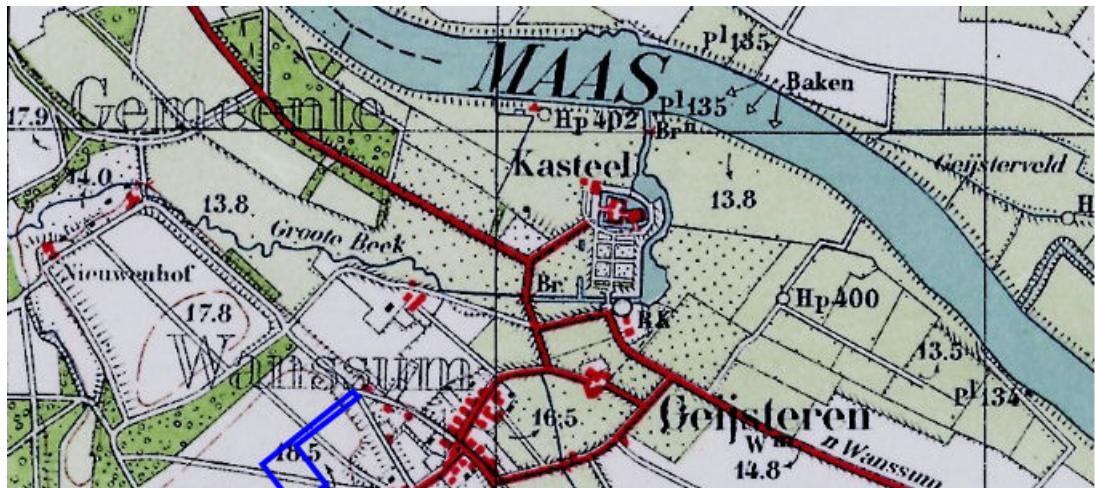 MAAS
Pl 135
Baken
Gemeente
17.9
Hp 402
Pl 135
Brn
Kasteel
Geijsterveld
14.0
13.8
13.8
H
Groote Beek
Nieuwenhof
Br.
Hp 400
17.8
RK
13.5
Wanssum
Pl 134
16.5
Geijsteren
18.5
Wm
n Wanssum
14.8